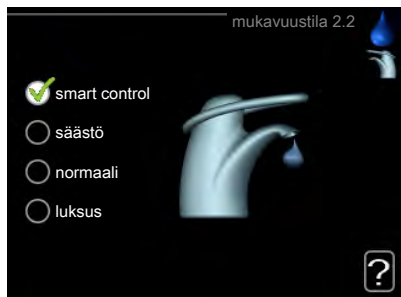 mukavuustila 2.2
smart control
säästö
normaali
luksus
?